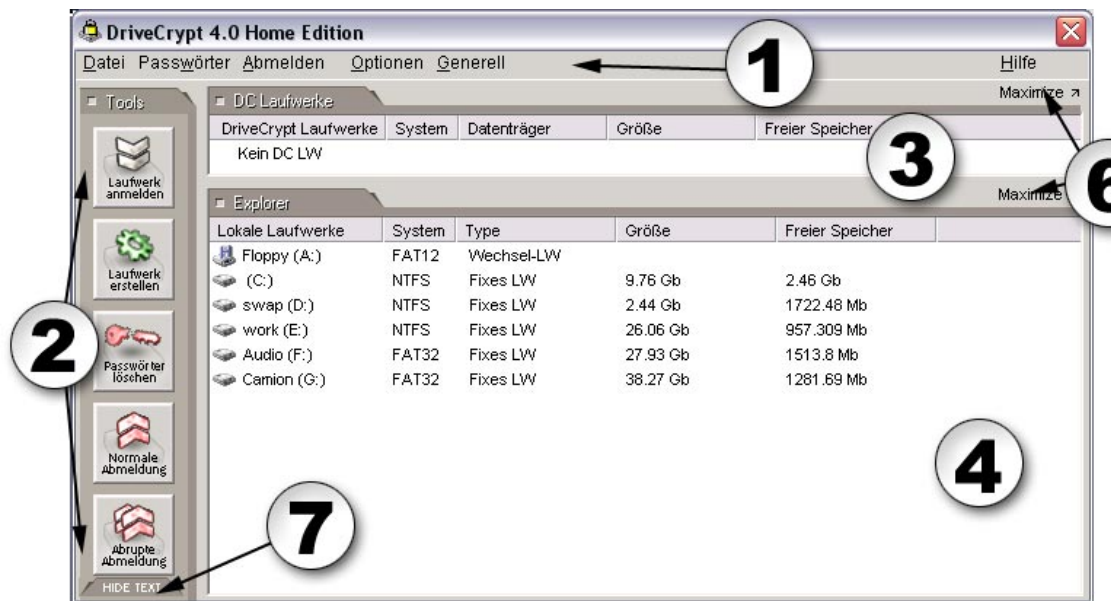 DriveCrypt 4.0 Home Edition
Datei Passwörter Abmelden Optionen Generell Hilfe
1
Tools
Laufwerk
anmelden
Laufwerk
erstellen
Passwörter
löschen
Normale
Abmeldung
Abrupte
Abmeldung
HIDE TEXT
2
7
DC Laufwerke Maximize
DriveCrypt Laufwerke System Datenträger Größe Freier Speicher
Kein DC LW
3
6
Explorer Maximize
Lokale Laufwerke System Type Größe Freier Speicher
Floppy (A:) FAT12 Wechsel-LW
(C:) NTFS Fixes LW 9.76 Gb 2.46 Gb
swap (D:) NTFS Fixes LW 2.44 Gb 1722.48 Mb
work (E:) NTFS Fixes LW 26.06 Gb 957.309 Mb
Audio (F:) FAT32 Fixes LW 27.93 Gb 1513.8 Mb
Camion (G:) FAT32 Fixes LW 38.27 Gb 1281.69 Mb
4